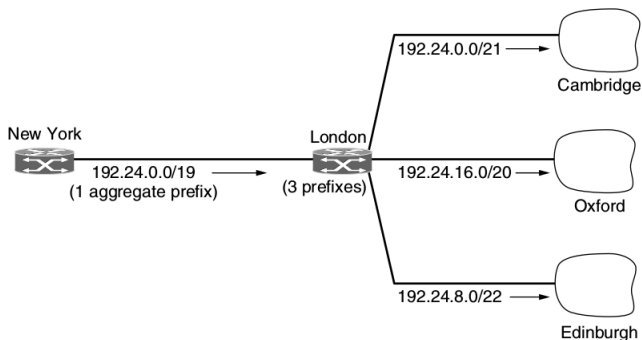 192.24.0.0/21
Cambridge
New York
London
192.24.0.0/19
(1 aggregate prefix)
(3 prefixes)
192.24.16.0/20
Oxford
192.24.8.0/22
Edinburgh